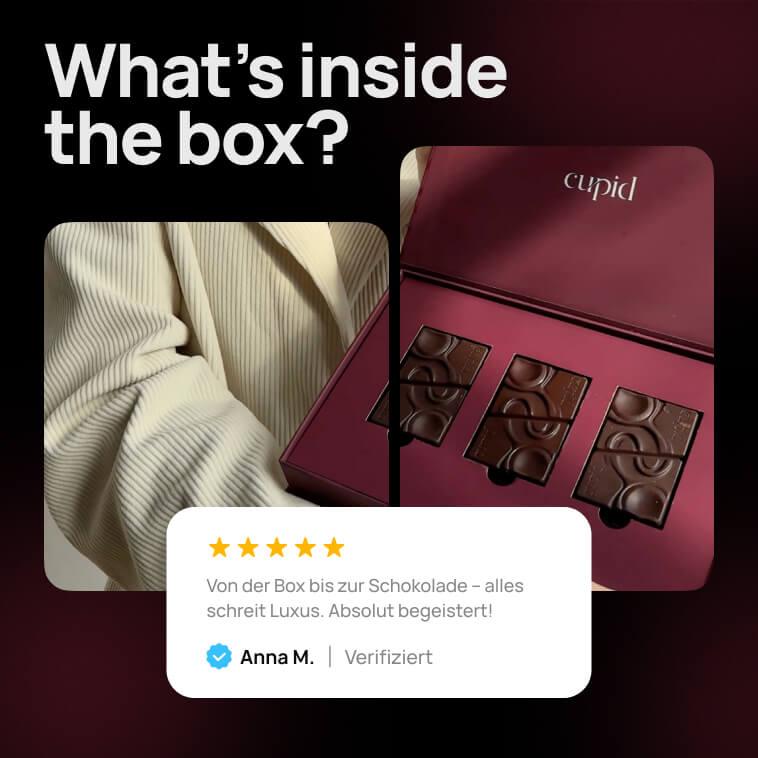 What’s inside
the box?
cupid
Von der Box bis zur Schokolade – alles
schreit Luxus. Absolut begeistert!
Anna M. | Verifiziert